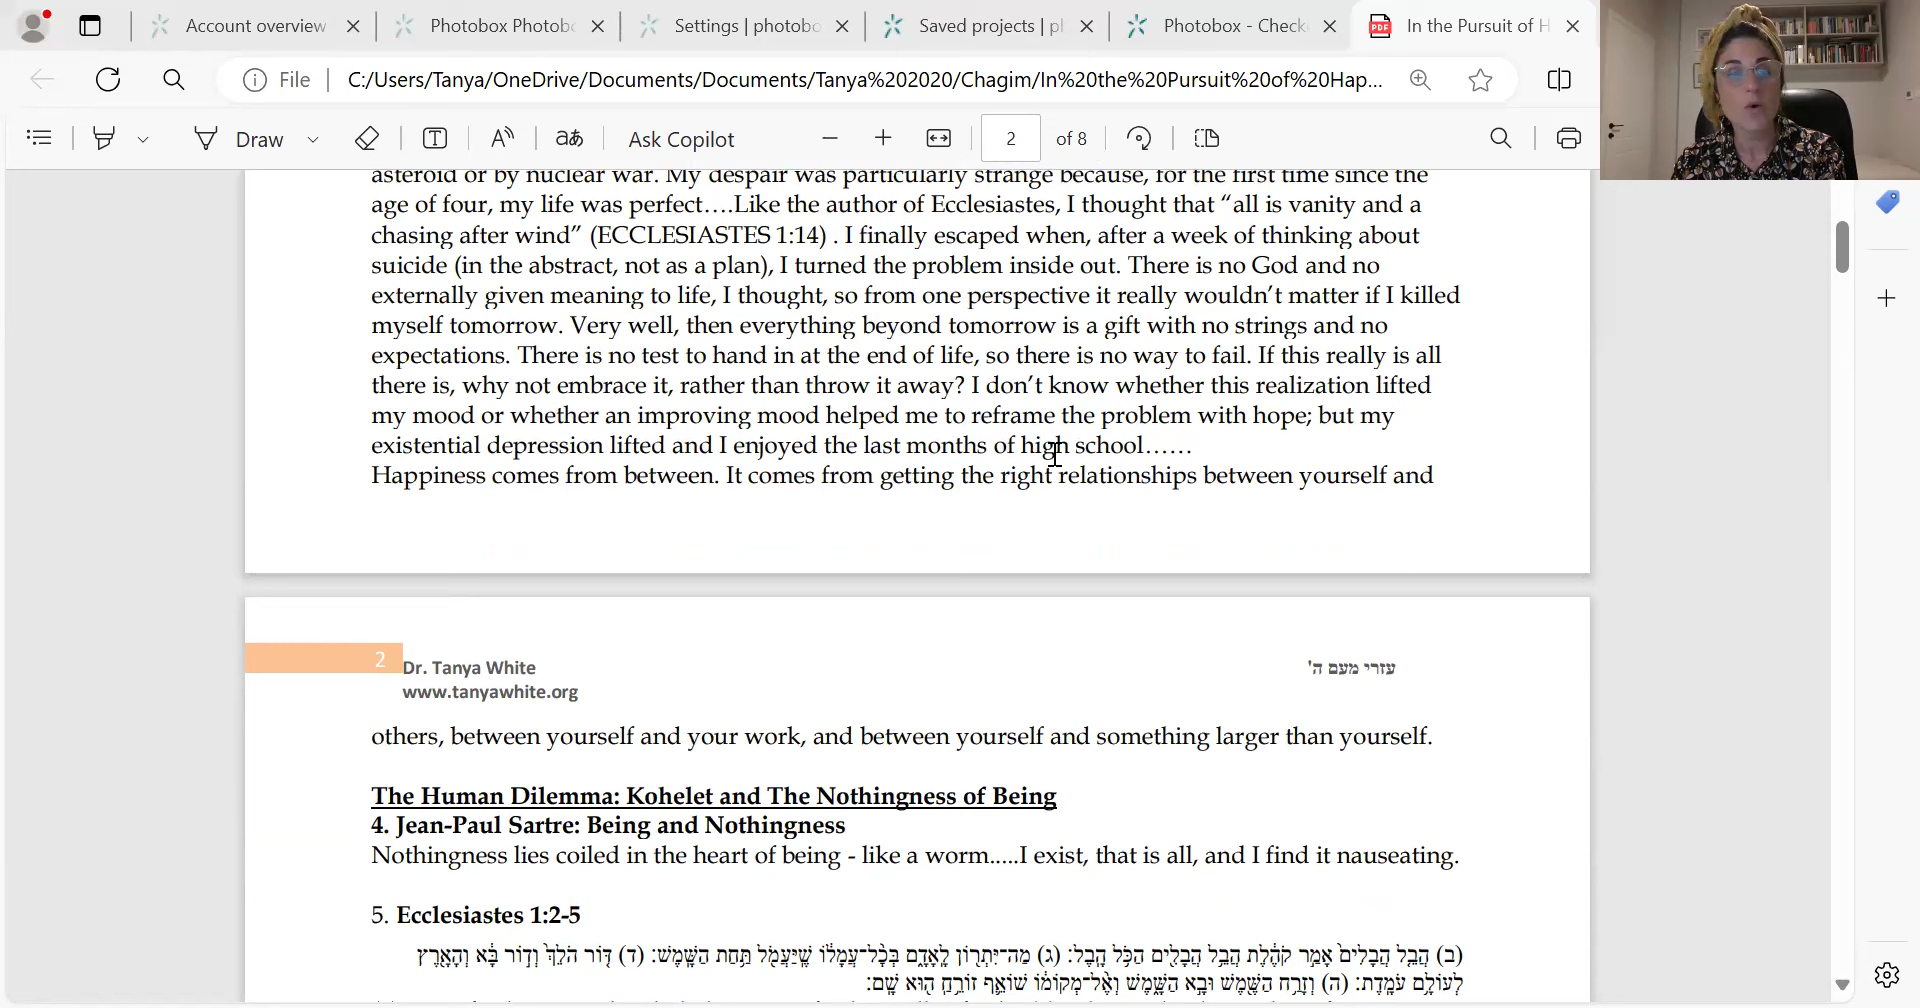 Account overview
Photobox Photobo
Settings | photobo
Saved projects | pl
Photobox - Check
In the Pursuit of H
File
C:/Users/Tanya/OneDrive/Documents/Documents/Tanya%202020/Chagim/In%20the%20Pursuit%20of%20Hap...
Draw
Ask Copilot
2
of 8
asteroid or by nuclear war. My despair was particularly strange because, for the first time since the
age of four, my life was perfect….Like the author of Ecclesiastes, I thought that “all is vanity and a
chasing after wind” (ECCLESIASTES 1:14) . I finally escaped when, after a week of thinking about
suicide (in the abstract, not as a plan), I turned the problem inside out. There is no God and no
externally given meaning to life, I thought, so from one perspective it really wouldn’t matter if I killed
myself tomorrow. Very well, then everything beyond tomorrow is a gift with no strings and no
expectations. There is no test to hand in at the end of life, so there is no way to fail. If this really is all
there is, why not embrace it, rather than throw it away? I don’t know whether this realization lifted
my mood or whether an improving mood helped me to reframe the problem with hope; but my
existential depression lifted and I enjoyed the last months of high school……
Happiness comes from between. It comes from getting the right relationships between yourself and
2
Dr. Tanya White
עזרי מעם ה'
www.tanyawhite.org
others, between yourself and your work, and between yourself and something larger than yourself.
The Human Dilemma: Kohelet and The Nothingness of Being
4. Jean-Paul Sartre: Being and Nothingness
Nothingness lies coiled in the heart of being - like a worm.....I exist, that is all, and I find it nauseating.
5. Ecclesiastes 1:2-5
(ב) הֲבֵ֤ל הֲבָלִים֙ אָמַ֣ר קֹהֶ֔לֶת הֲבֵ֥ל הֲבָלִ֖ים הַכֹּ֥ל הָֽבֶל׃ (ג) מַה־יִּתְר֖וֹן לָֽאָדָ֑ם בְּכָל־עֲמָל֔וֹ שֶֽׁיַּעֲמֹ֖ל תַּ֥חַת הַשָּֽׁמֶשׁ׃ (ד) דּ֤וֹר הֹלֵךְ֙ וְד֣וֹר בָּ֔א וְהָאָ֖רֶץ
לְעוֹלָ֥ם עֹמָֽדֶת׃ (ה) וְזָרַ֥ח הַשֶּׁ֖מֶשׁ וּבָ֣א הַשָּׁ֑מֶשׁ וְאֶ֨ל־מְקוֹמ֔וֹ שׁוֹאֵ֛ף זוֹרֵ֥חַֽ ה֖וּא שָֽׁם׃